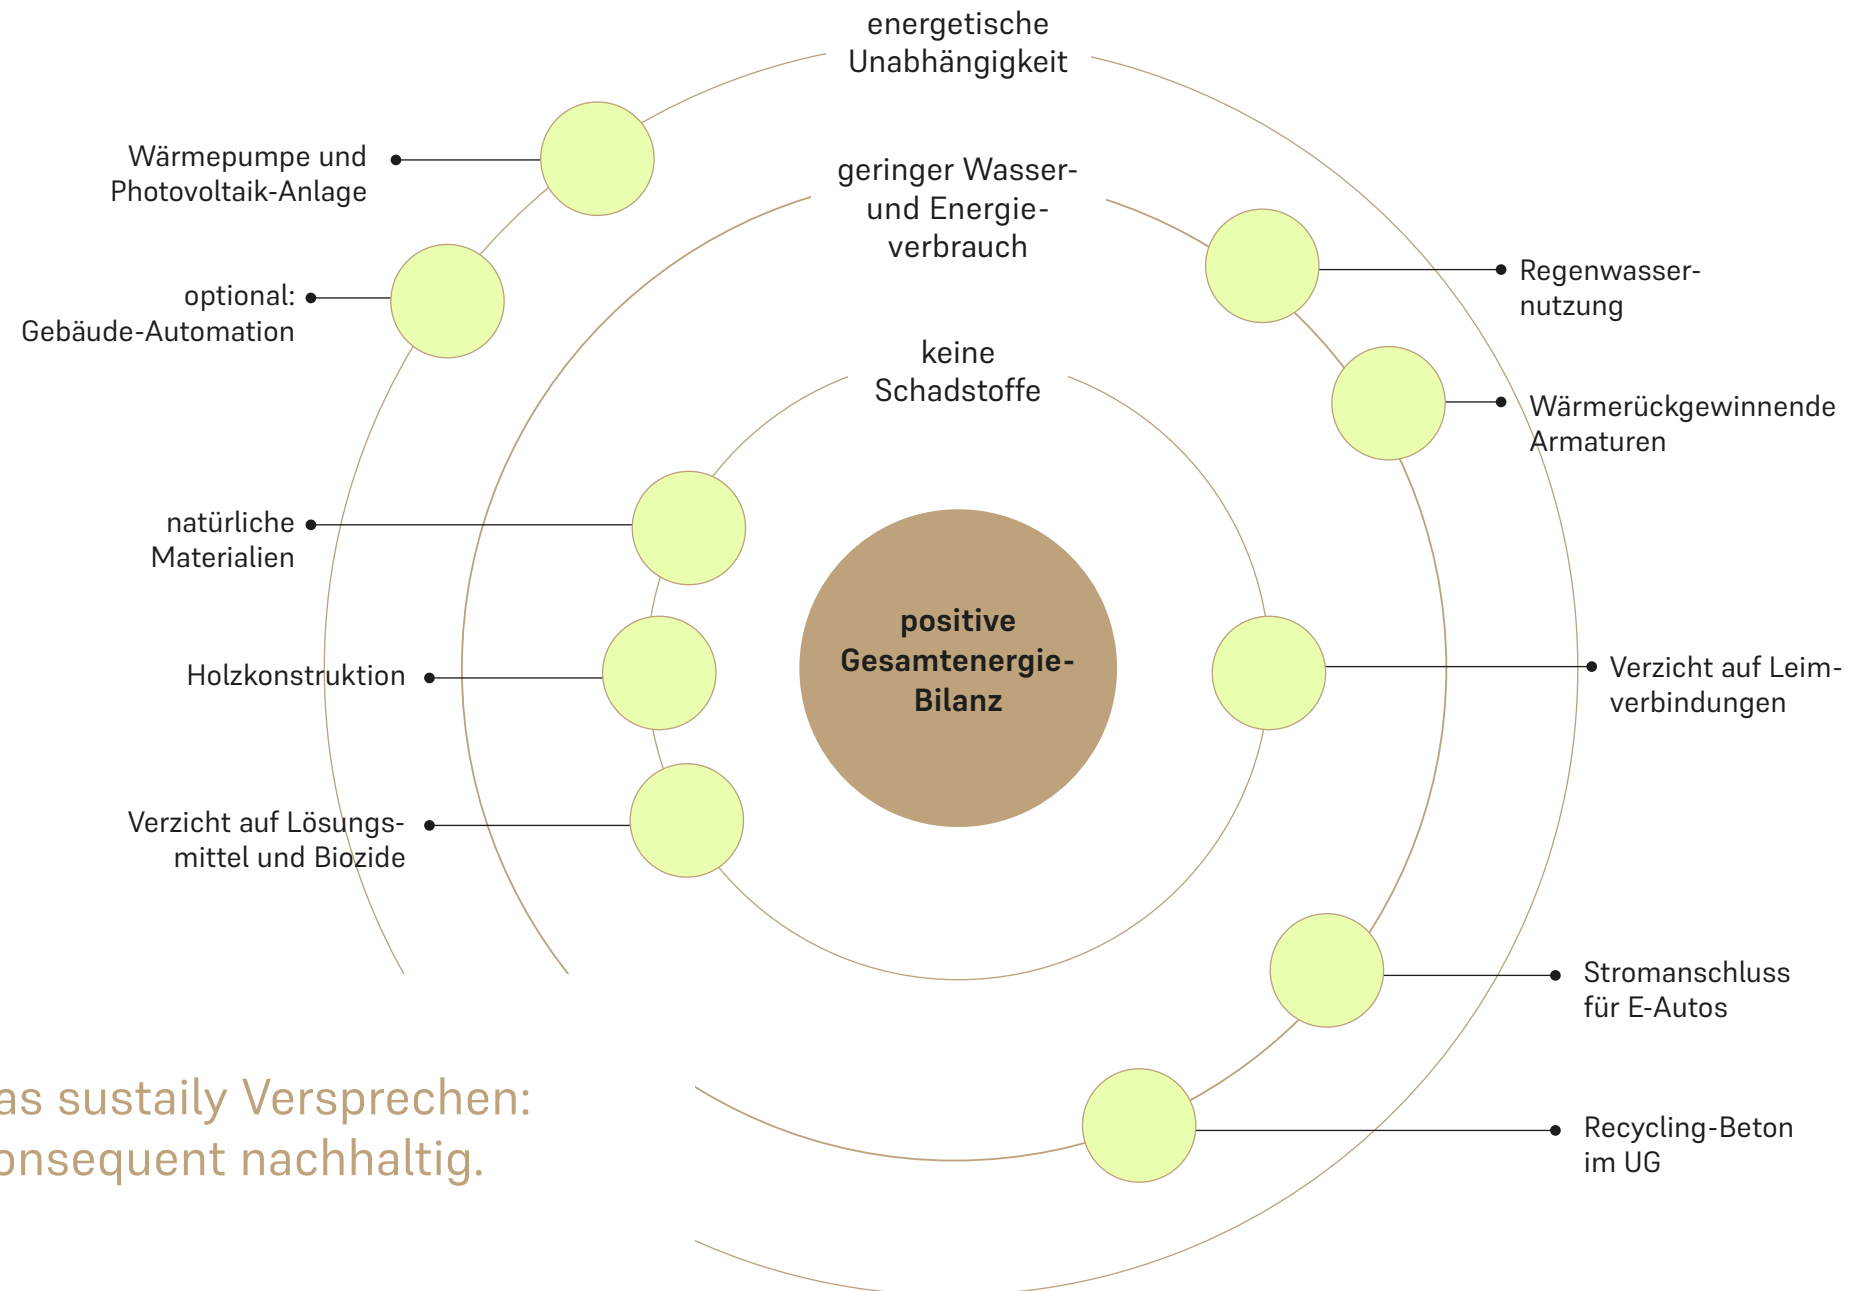 energetische
Unabhängigkeit
Wärmepumpe und
Photovoltaik-Anlage
geringer Wasser-
und Energie-
verbrauch
optional:
Gebäude-Automation
Regenwasser-
nutzung
keine
Schadstoffe
Wärmerückgewinnende
Armaturen
natürliche
Materialien
positive
Gesamtenergie-
Bilanz
Holzkonstruktion
Verzicht auf Leim-
verbindungen
Verzicht auf Lösungs-
mittel und Biozide
Stromanschluss
für E-Autos
as sustaily Versprechen:
onsequent nachhaltig.
Recycling-Beton
im UG